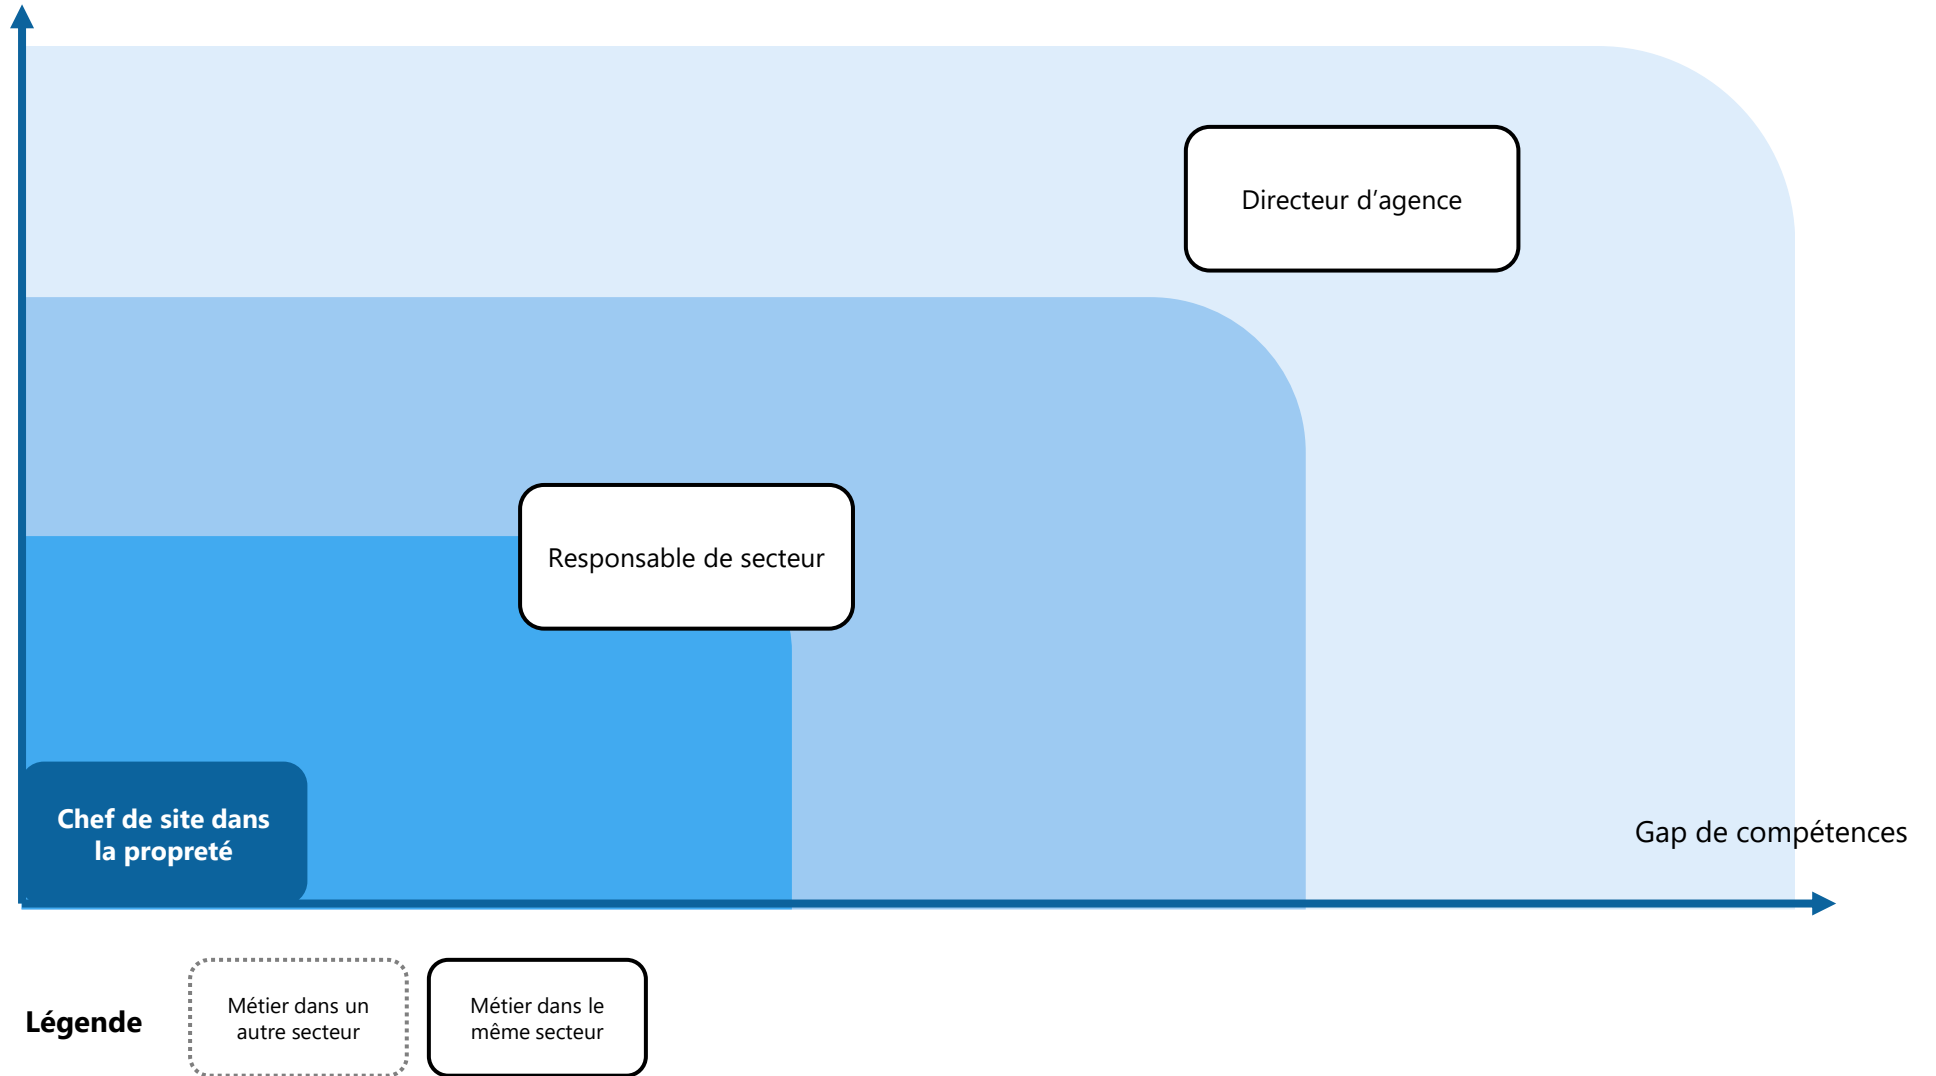 Directeur d’agence
Responsable de secteur
Chef de site dans
la propreté
Gap de compétences
Légende
Métier dans un
autre secteur
Métier dans le
même secteur